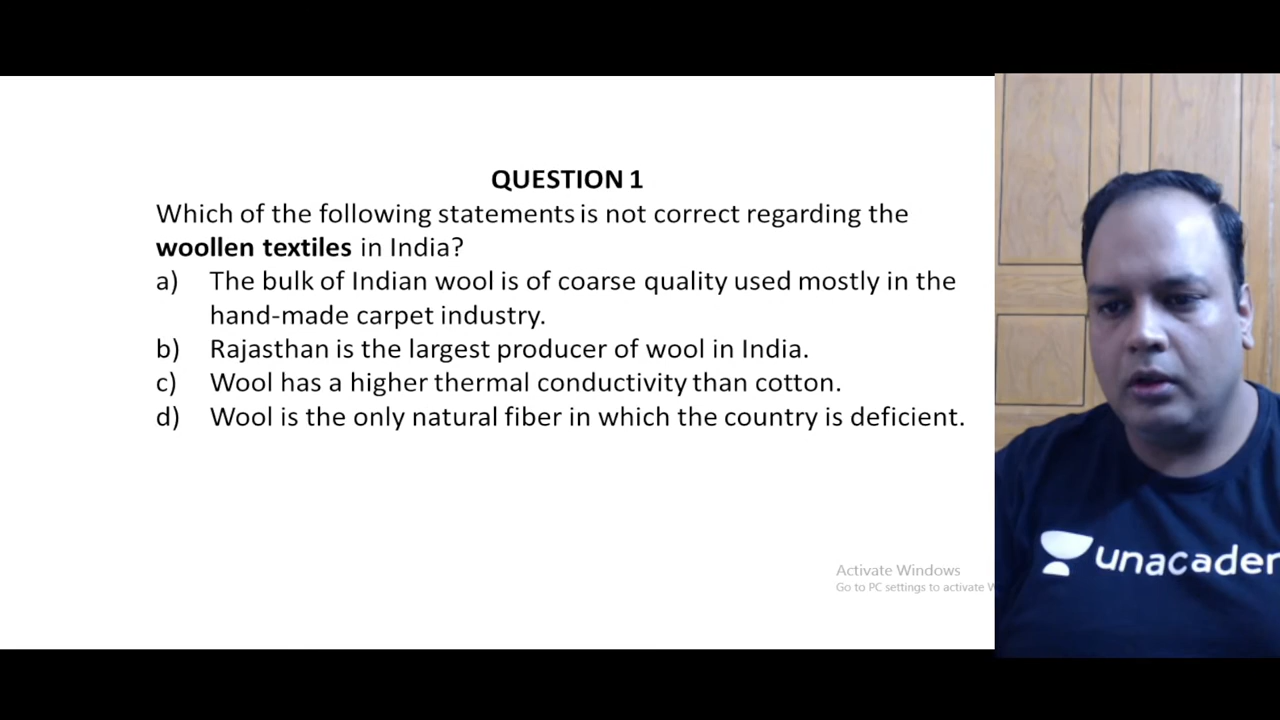 QUESTION 1
Which of the following statements is not correct regarding the
woollen textiles in India?
a) The bulk of Indian wool is of coarse quality used mostly in the
hand-made carpet industry.
b) Rajasthan is the largest producer of wool in India.
c) Wool has a higher thermal conductivity than cotton.
d) Wool is the only natural fiber in which the country is deficient.
Activate Windows
Go to PC settings to activate W
unacader